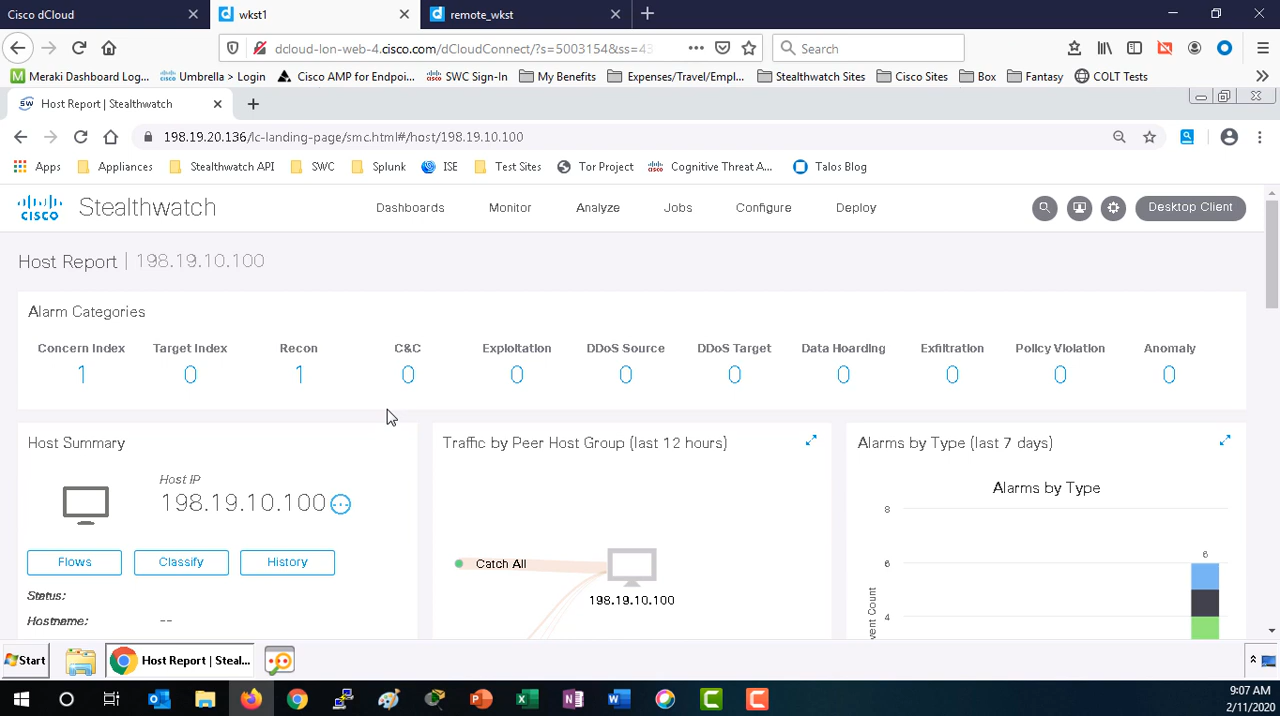 Cisco dCloud
wkst1
remote_wkst
dcloud-lon-web-4.cisco.com/dCloudConnect/?s=5003154&ss=43
Search
Meraki Dashboard Log...
Umbrella > Login
Cisco AMP for Endpoi...
SWC Sign-In
My Benefits
Expenses/Travel/Empl...
Stealthwatch Sites
Cisco Sites
Box
Fantasy
COLT Tests
SW Host Report | Stealthwatch
198.19.20.136/lc-landing-page/smc.html#/host/198.19.10.100
Apps
Appliances
Stealthwatch API
SWC
Splunk
ISE
Test Sites
Tor Project
Cognitive Threat A...
Talos Blog
CISCO
Stealthwatch
Dashboards
Monitor
Analyze
Jobs
Configure
Deploy
Desktop Client
Host Report | 198.19.10.100
Alarm Categories
Concern Index
Target Index
Recon
C&C
Exploitation
DDoS Source
DDoS Target
Data Hoarding
Exfiltration
Policy Violation
Anomaly
1
0
1
0
0
0
0
0
0
0
0
Host Summary
Host IP
198.19.10.100
Flows
Classify
History
Status:
Hostname:
--
Traffic by Peer Host Group (last 12 hours)
Catch All
198.19.10.100
Alarms by Type (last 7 days)
Alarms by Type
8
6
6
4
Start
Host Report | Steal...
9:07 AM
2/11/2020